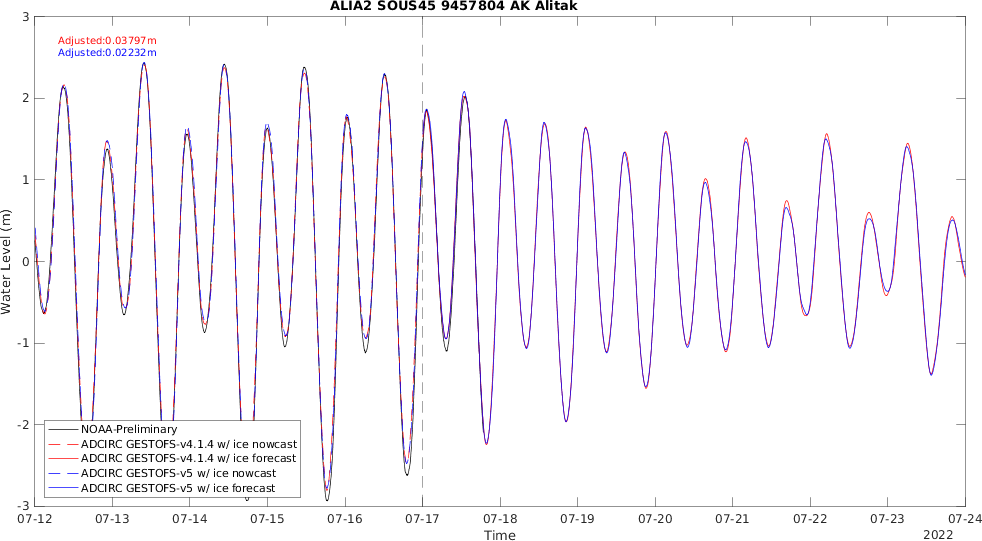 ALIA2 SOUS45 9457804 AK Alitak
Adjusted:0.03797m
Adjusted:0.02232m
3
2
1
0
-1
-2
-3
Water Level (m)
NOAA-Preliminary
ADCIRC GESTOFS-v4.1.4 w/ ice nowcast
ADCIRC GESTOFS-v4.1.4 w/ ice forecast
ADCIRC GESTOFS-v5 w/ ice nowcast
ADCIRC GESTOFS-v5 w/ ice forecast
07-12 07-13 07-14 07-15 07-16 07-17 07-18 07-19 07-20 07-21 07-22 07-23 07-24
Time
2022